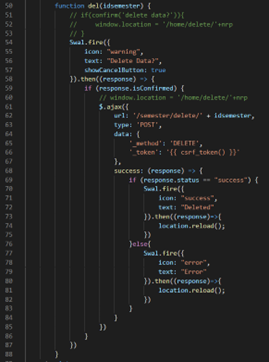 50 function del(idsemester) {
51 // if(confirm('delete data?')){
52 //     window.location = '/home/delete/'+nrp
53 // }
54 Swal.fire({
55 icon: "warning",
56 text: "Delete Data?",
57 showCancelButton: true
58 }).then((response) => {
59 if (response.isConfirmed) {
60 // window.location = '/home/delete/'+nrp
61 $.ajax({
62 url: '/semester/delete/' + idsemester,
63 type: 'POST',
64 data: {
65 '_method': 'DELETE',
66 '_token': '{{ csrf_token() }}'
67 },
68 success: (response) => {
69 if (response.status == "success") {
70 Swal.fire({
71 icon: "success",
72 text: "Deleted"
73 }).then((response)=>{
74 location.reload();
75 })
76 }else{
77 Swal.fire({
78 icon: "error",
79 text: "Error"
80 }).then((response)=>{
81 location.reload();
82 })
83 }
84 }
85 })
86 }
87 })
88 }